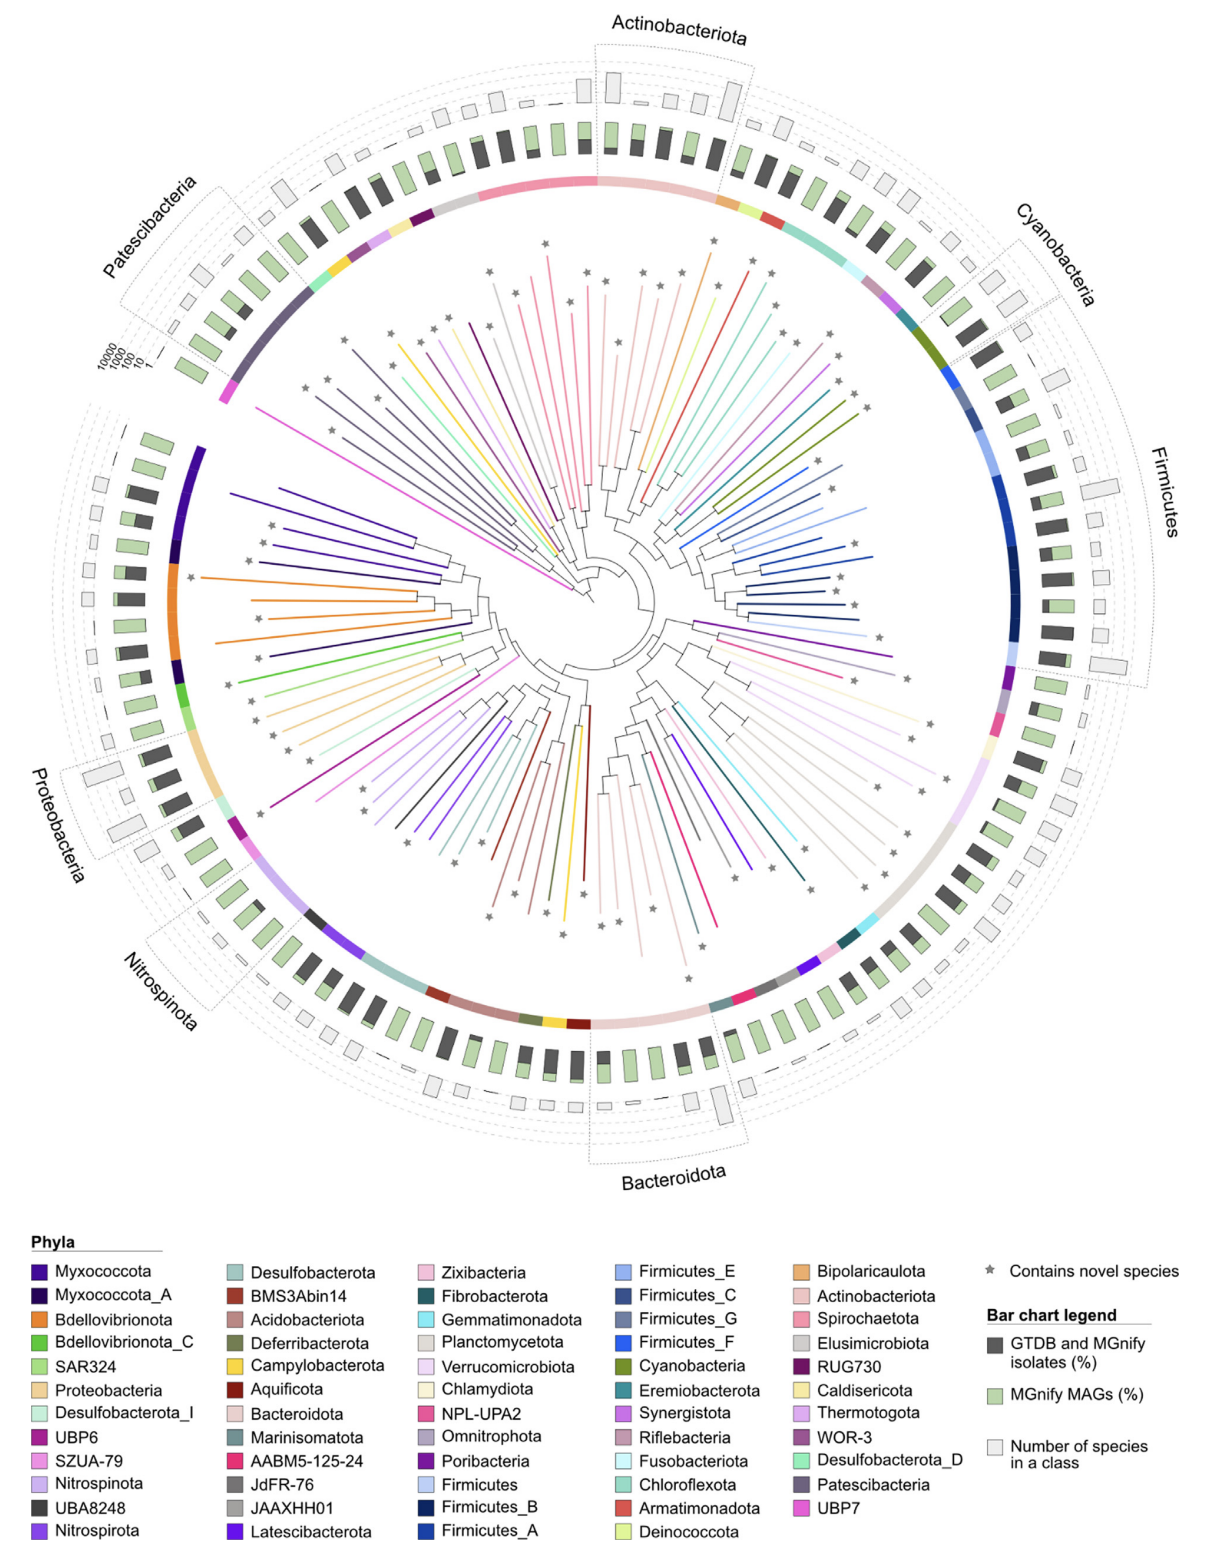 Actinobacteriota
Patescibacteria
Cyanobacteria
10000
1000
100
10
1
Firmicutes
Proteobacteria
Nitrospinota
Bacteroidota
Phyla
Myxococcota
Myxococcota_A
Bdellovibrionota
Bdellovibrionota_C
SAR324
Proteobacteria
Desulfobacterota_I
UBP6
SZUA-79
Nitrospinota
UBA8248
Nitrospirota
Desulfobacterota
BMS3Abin14
Acidobacteriota
Deferribacterota
Campylobacterota
Aquificota
Bacteroidota
Marinisomatota
AABM5-125-24
JdFR-76
JAAXHH01
Latescibacterota
Zixibacteria
Fibrobacterota
Gemmatimonadota
Planctomycetota
Verrucomicrobiota
Chlamydiota
NPL-UPA2
Omnitrophota
Poribacteria
Firmicutes
Firmicutes_B
Firmicutes_A
Firmicutes_E
Firmicutes_C
Firmicutes_G
Firmicutes_F
Cyanobacteria
Eremiobacterota
Synergistota
Riflebacteria
Fusobacteriota
Chloroflexota
Armatimonadota
Deinococcota
Bipolaricaulota
Actinobacteriota
Spirochaetota
Elusimicrobiota
RUG730
Caldisericota
Thermotogota
WOR-3
Desulfobacterota_D
Patescibacteria
UBP7
Contains novel species
Bar chart legend
GTDB and MGnify
isolates (%)
MGnify MAGs (%)
Number of species
in a class